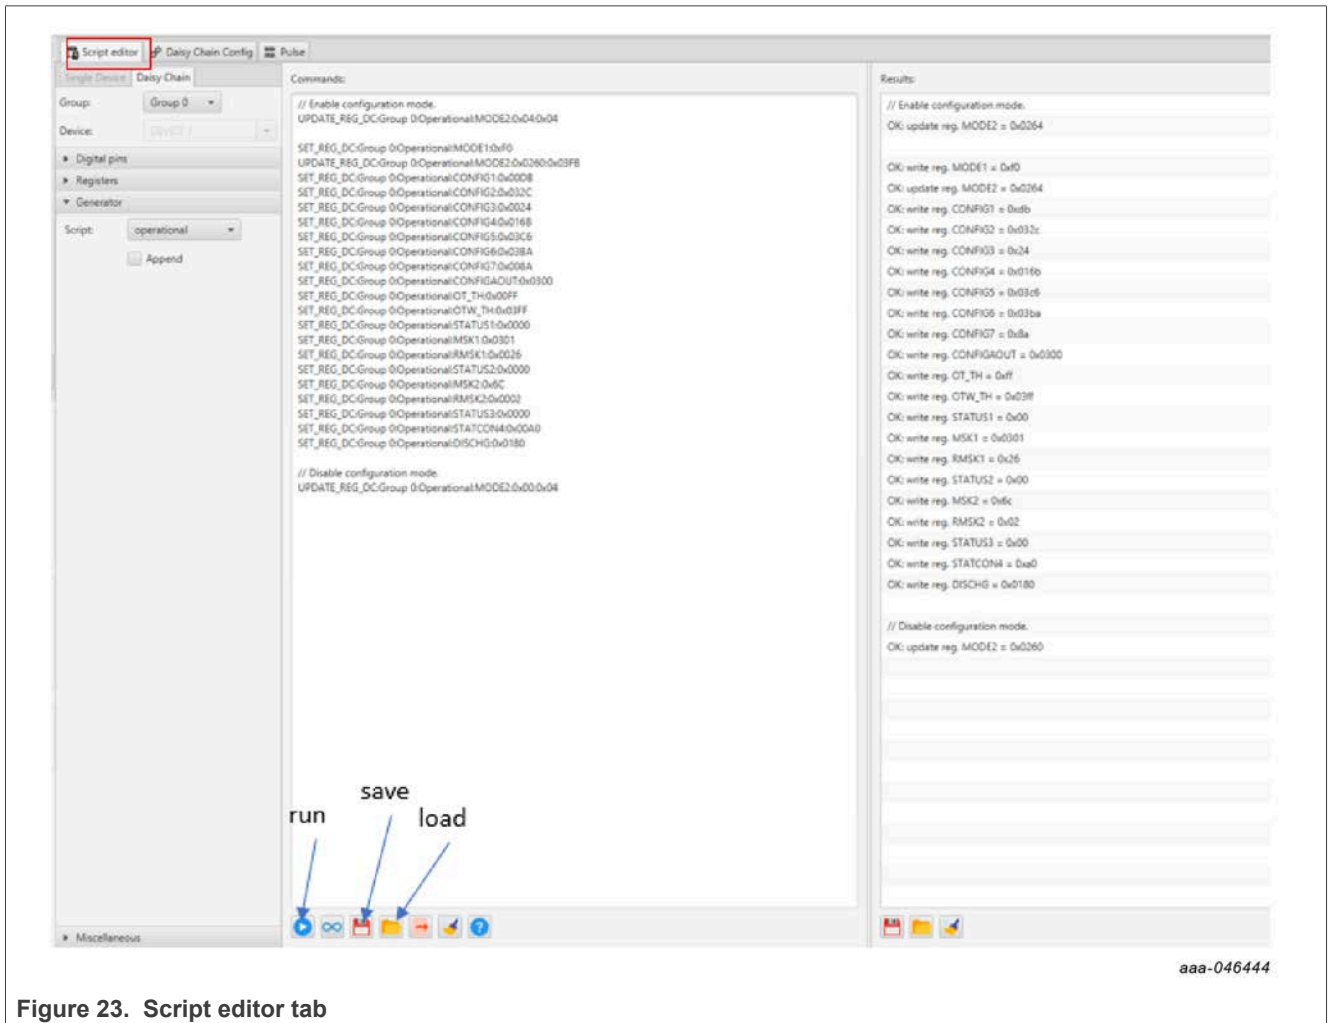 Script editor Daisy Chain Config Pulse
Single Device Daisy Chain
Group: Group 0
Device:
Digital pins
Registers
Generator
Script: operational
Append
Miscellaneous
Commands:
// Enable configuration mode.
UPDATE_REG_DC:Group 0:Operational:MODE2:0x04:0x04
SET_REG_DC:Group 0:Operational:MODE1:0xF0
UPDATE_REG_DC:Group 0:Operational:MODE2:0x0260:0x03FB
SET_REG_DC:Group 0:Operational:CONFIG1:0x00DB
SET_REG_DC:Group 0:Operational:CONFIG2:0x032C
SET_REG_DC:Group 0:Operational:CONFIG3:0x0024
SET_REG_DC:Group 0:Operational:CONFIG4:0x016B
SET_REG_DC:Group 0:Operational:CONFIG5:0x03C6
SET_REG_DC:Group 0:Operational:CONFIG6:0x03BA
SET_REG_DC:Group 0:Operational:CONFIG7:0x008A
SET_REG_DC:Group 0:Operational:CONFIGAOUT:0x0300
SET_REG_DC:Group 0:Operational:OT_TH:0x00FF
SET_REG_DC:Group 0:Operational:OTW_TH:0x03FF
SET_REG_DC:Group 0:Operational:STATUS1:0x0000
SET_REG_DC:Group 0:Operational:MSK1:0x0301
SET_REG_DC:Group 0:Operational:RMSK1:0x0026
SET_REG_DC:Group 0:Operational:STATUS2:0x0000
SET_REG_DC:Group 0:Operational:MSK2:0x6C
SET_REG_DC:Group 0:Operational:RMSK2:0x0002
SET_REG_DC:Group 0:Operational:STATUS3:0x0000
SET_REG_DC:Group 0:Operational:STATCON4:0x00A0
SET_REG_DC:Group 0:Operational:DISCHG:0x0180
// Disable configuration mode.
UPDATE_REG_DC:Group 0:Operational:MODE2:0x00:0x04
save
run
load
Results:
// Enable configuration mode.
OK: update reg. MODE2 = 0x0264
OK: write reg. MODE1 = 0xf0
OK: update reg. MODE2 = 0x0264
OK: write reg. CONFIG1 = 0xdb
OK: write reg. CONFIG2 = 0x032c
OK: write reg. CONFIG3 = 0x24
OK: write reg. CONFIG4 = 0x016b
OK: write reg. CONFIG5 = 0x03c6
OK: write reg. CONFIG6 = 0x03ba
OK: write reg. CONFIG7 = 0x8a
OK: write reg. CONFIGAOUT = 0x0300
OK: write reg. OT_TH = 0xff
OK: write reg. OTW_TH = 0x03ff
OK: write reg. STATUS1 = 0x00
OK: write reg. MSK1 = 0x0301
OK: write reg. RMSK1 = 0x26
OK: write reg. STATUS2 = 0x00
OK: write reg. MSK2 = 0x6c
OK: write reg. RMSK2 = 0x02
OK: write reg. STATUS3 = 0x00
OK: write reg. STATCON4 = 0xa0
OK: write reg. DISCHG = 0x0180
// Disable configuration mode.
OK: update reg. MODE2 = 0x0260
aaa-046444
Figure 23. Script editor tab